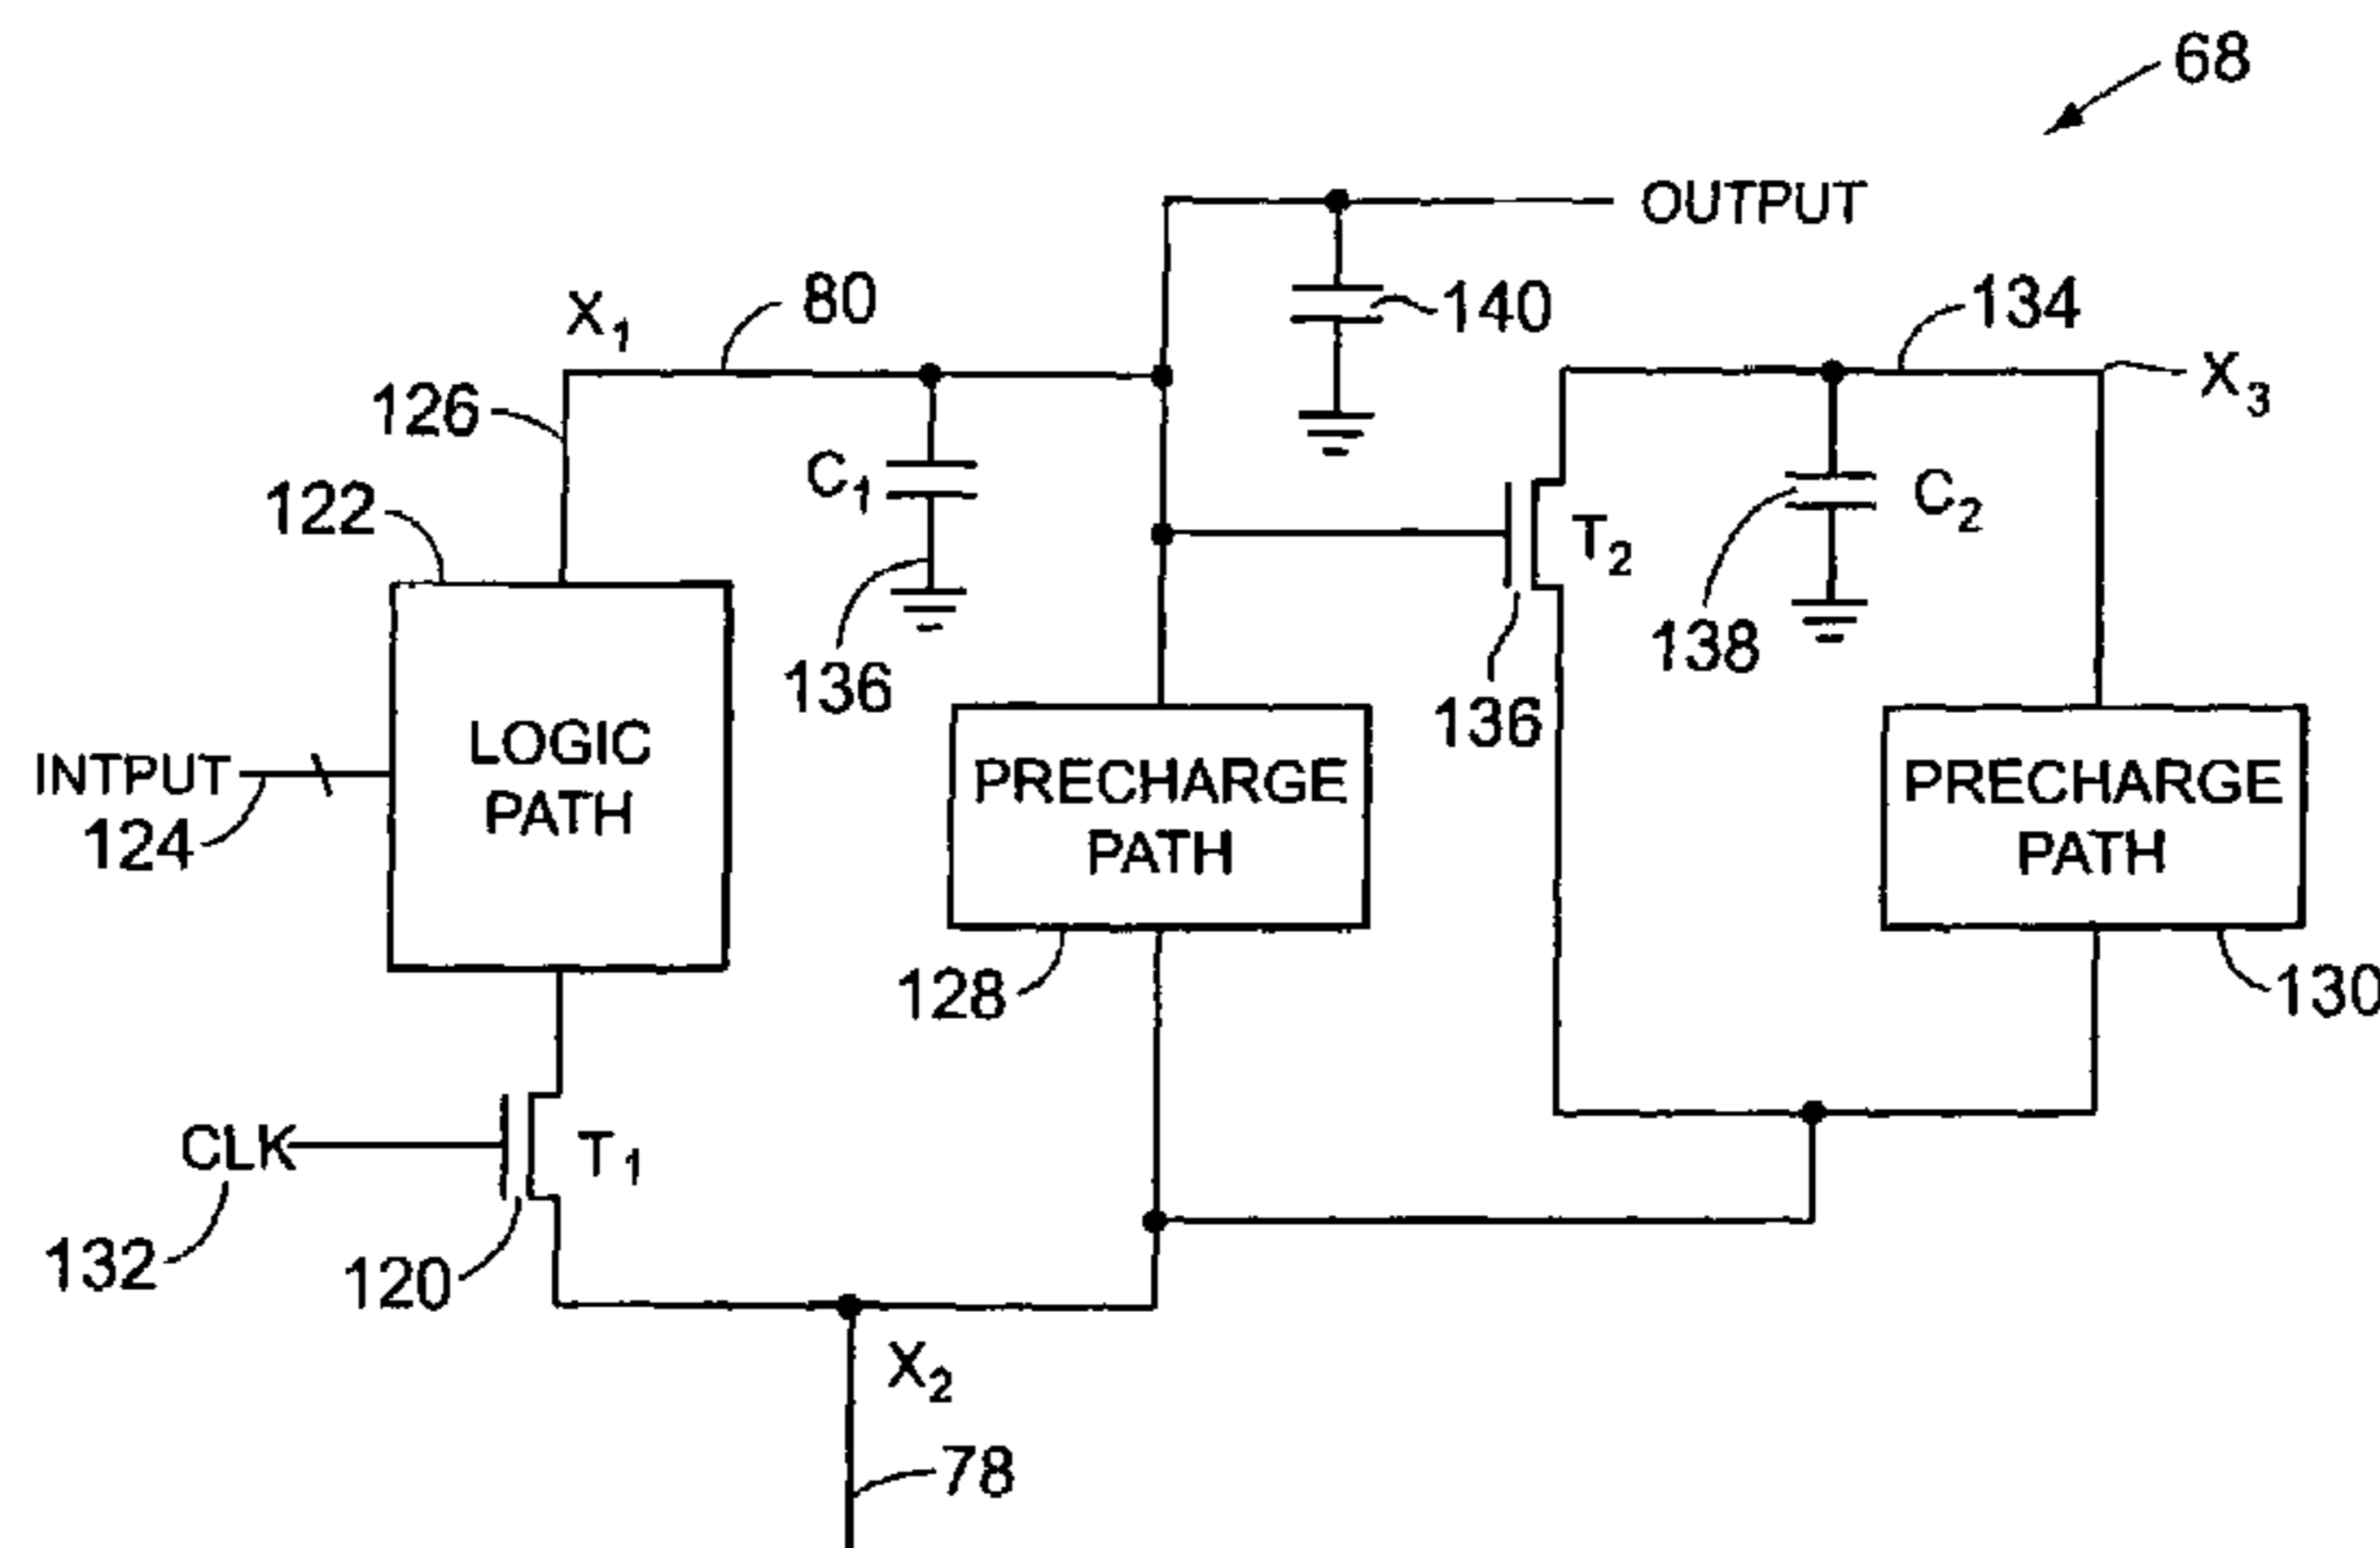 68
OUTPUT
X1
80
140
134
X3
126
C1
122
T2
C2
136
138
136
LOGIC
PATH
PRECHARGE
PATH
PRECHARGE
PATH
INTPUT
124
128
130
CLK
T1
132
120
X2
78